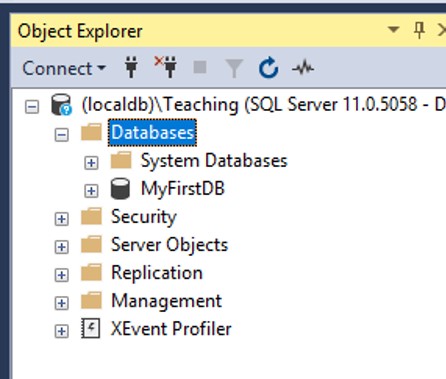 Object Explorer
Connect
(localdb)\Teaching (SQL Server 11.0.5058 - D
Databases
System Databases
MyFirstDB
Security
Server Objects
Replication
Management
XEvent Profiler